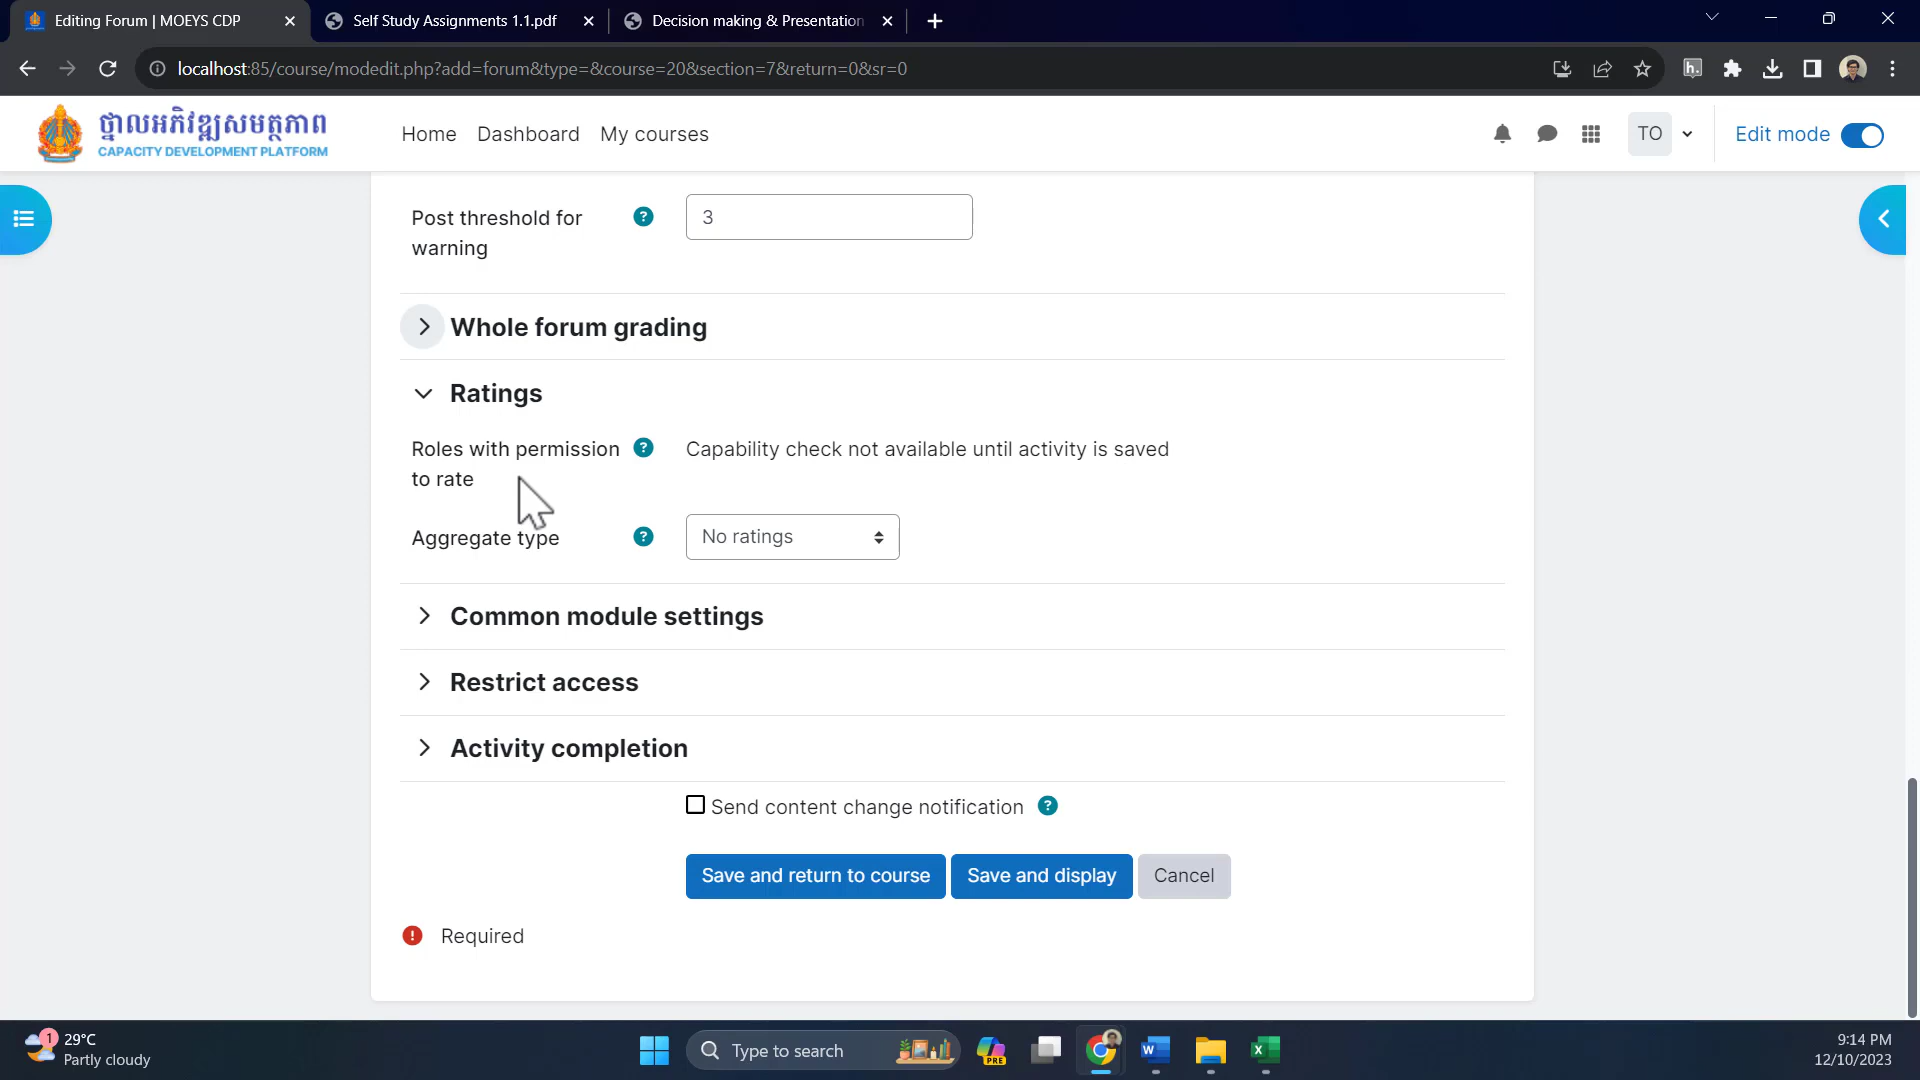 Editing Forum | MOEYS CDP
Self Study Assignments 1.1.pdf
Decision making & Presentation
localhost:85/course/modedit.php?add=forum&type=&course=20&section=7&return=0&sr=0
ថ្នាលអភិវឌ្ឍសមត្ថភាព
CAPACITY DEVELOPMENT PLATFORM
Home
Dashboard
My courses
TO
Edit mode
Post threshold for
warning
3
Whole forum grading
Ratings
Roles with permission
to rate
Capability check not available until activity is saved
Aggregate type
No ratings
Common module settings
Restrict access
Activity completion
Send content change notification
Save and return to course
Save and display
Cancel
Required
1
29°C
Partly cloudy
Type to search
PRE
9:14 PM
12/10/2023